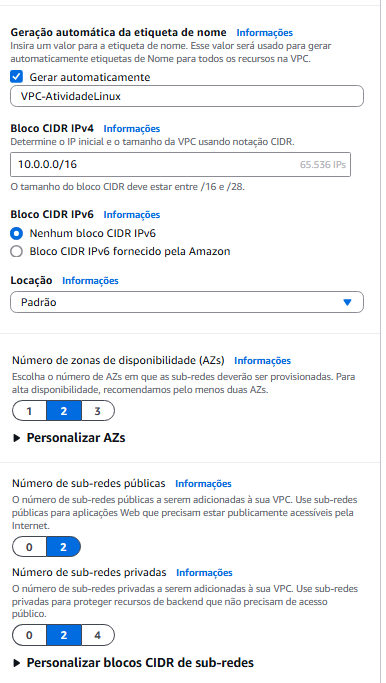 Geração automática da etiqueta de nome Informações
Insira um valor para a etiqueta de nome. Esse valor será usado para gerar
automaticamente etiquetas de Nome para todos os recursos na VPC.
Gerar automaticamente
VPC-AtividadeLinux
Bloco CIDR IPv4 Informações
Determine o IP inicial e o tamanho da VPC usando notação CIDR.
10.0.0.0/16 65.536 IPs
O tamanho do bloco CIDR deve estar entre /16 e /28.
Bloco CIDR IPv6 Informações
Nenhum bloco CIDR IPv6
Bloco CIDR IPv6 fornecido pela Amazon
Locação Informações
Padrão
Número de zonas de disponibilidade (AZs) Informações
Escolha o número de AZs em que as sub-redes deverão ser provisionadas. Para
alta disponibilidade, recomendamos pelo menos duas AZs.
1 2 3
Personalizar AZs
Número de sub-redes públicas Informações
O número de sub-redes públicas a serem adicionadas à sua VPC. Use sub-redes
públicas para aplicações Web que precisam estar publicamente acessíveis pela
Internet.
0 2
Número de sub-redes privadas Informações
O número de sub-redes privadas a serem adicionadas à sua VPC. Use sub-redes
privadas para proteger recursos de backend que não precisam de acesso
público.
0 2 4
Personalizar blocos CIDR de sub-redes